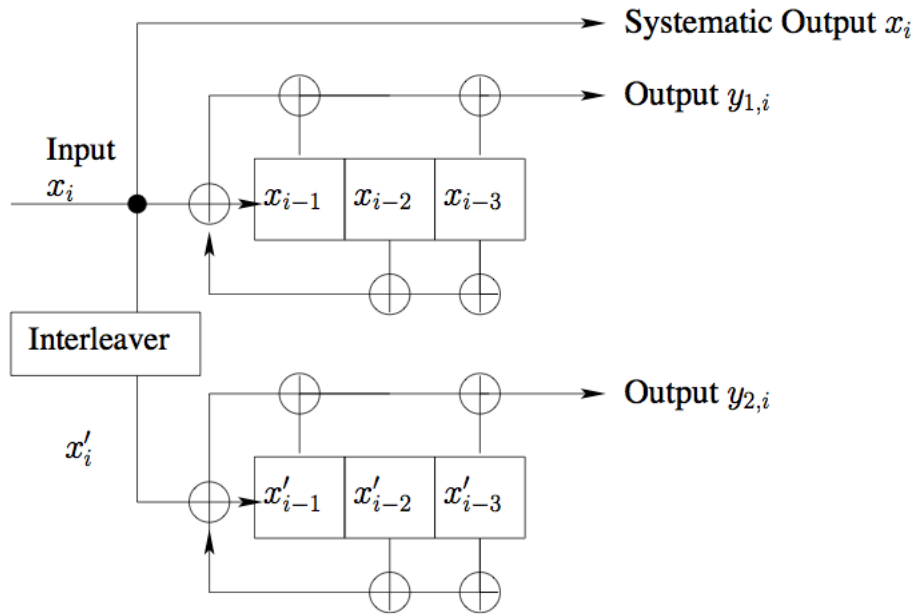 Systematic Output x_i
Output y_{1,i}
Input
x_i
x_{i-1} x_{i-2} x_{i-3}
Interleaver
Output y_{2,i}
x'_i
x'_{i-1} x'_{i-2} x'_{i-3}